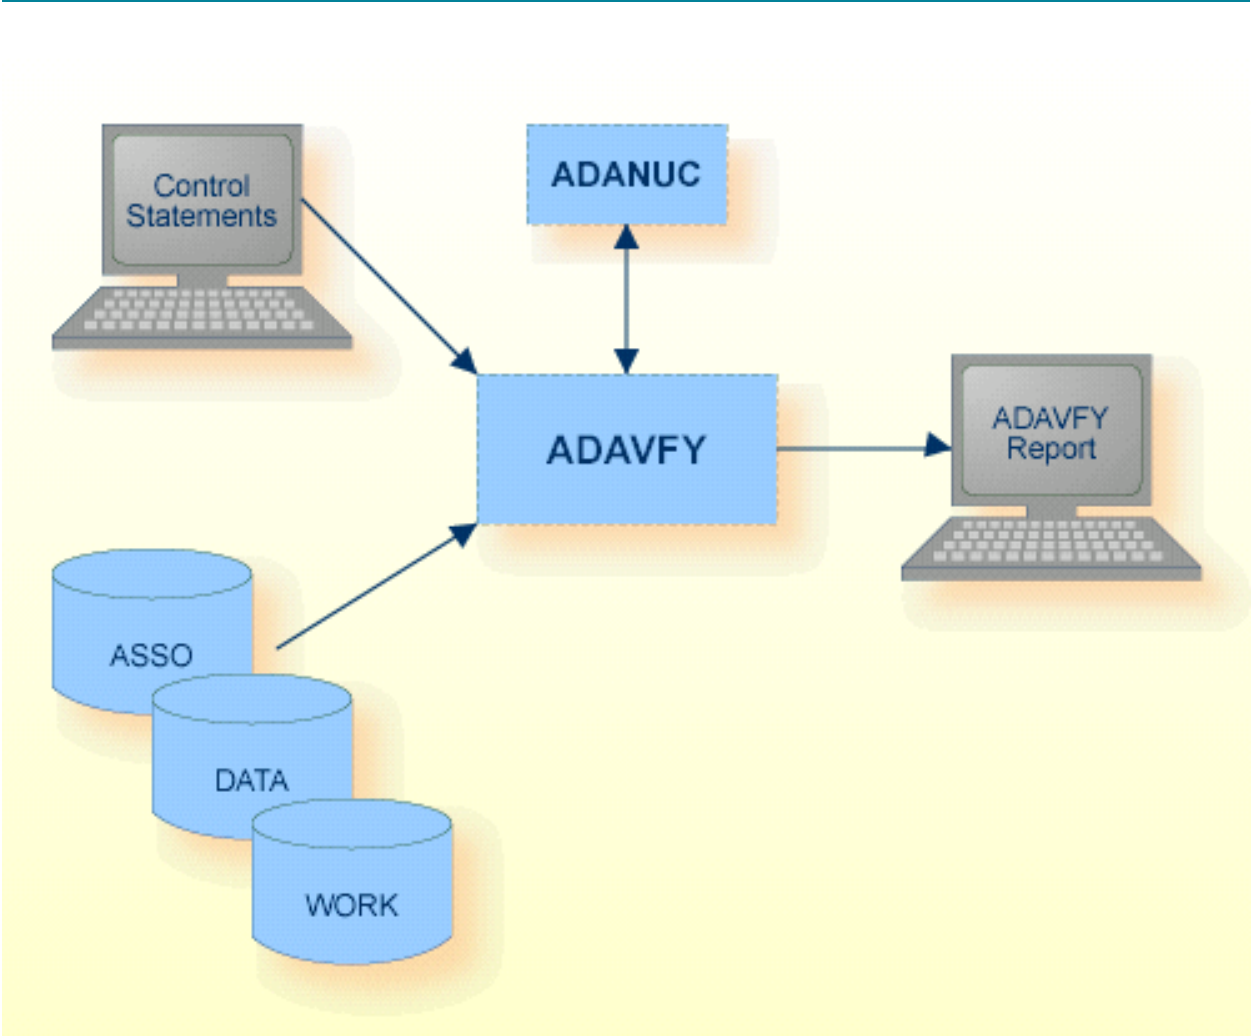 Control
Statements
ADANUC
ADAVFY
ADAVFY
Report
ASSO
DATA
WORK